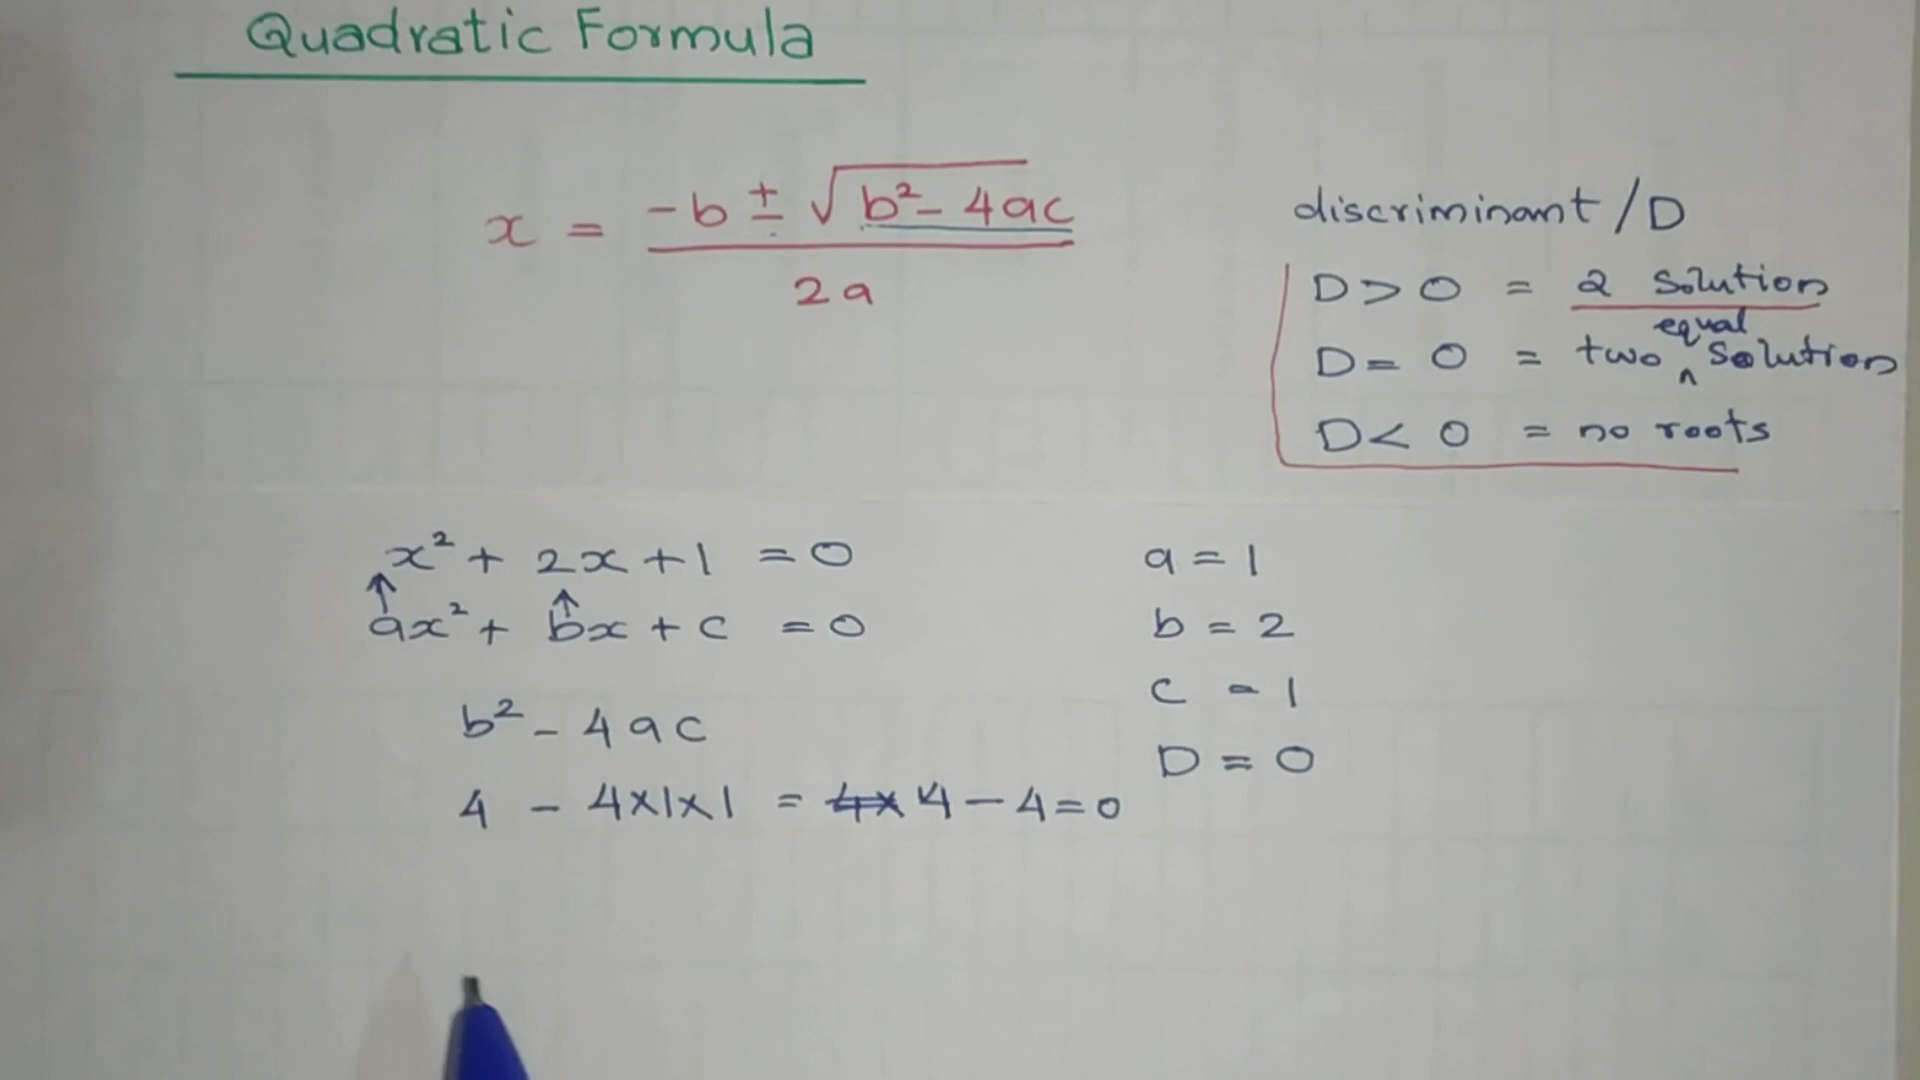 Quadratic Formula
x = -b ± √b² - 4ac
2a
discriminant / D
D > 0 = 2 solution
D = 0 = two equal solution
D < 0 = no roots
x² + 2x + 1 = 0
ax² + bx + c = 0
b² - 4ac
4 - 4x1x1 = 4x 4 - 4 = 0
a = 1
b = 2
c = 1
D = 0